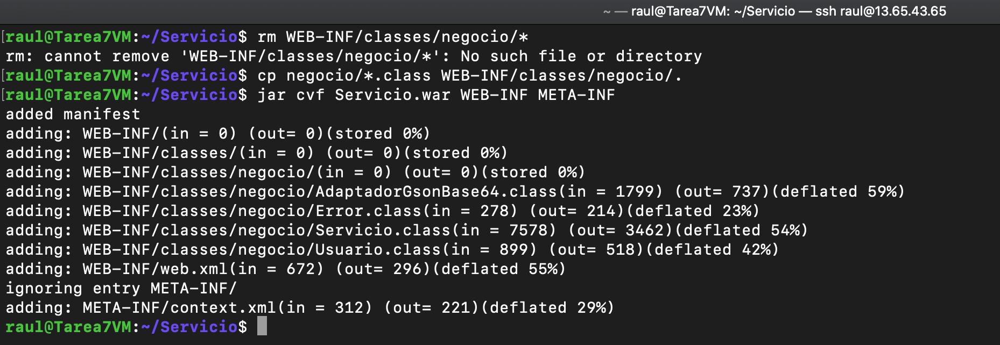 ~ — raul@Tarea7VM: ~/Servicio — ssh raul@13.65.43.65
[raul@Tarea7VM:~/Servicio$ rm WEB-INF/classes/negocio/*
rm: cannot remove 'WEB-INF/classes/negocio/*': No such file or directory
[raul@Tarea7VM:~/Servicio$ cp negocio/*.class WEB-INF/classes/negocio/.
[raul@Tarea7VM:~/Servicio$ jar cvf Servicio.war WEB-INF META-INF
added manifest
adding: WEB-INF/(in = 0) (out= 0)(stored 0%)
adding: WEB-INF/classes/(in = 0) (out= 0)(stored 0%)
adding: WEB-INF/classes/negocio/(in = 0) (out= 0)(stored 0%)
adding: WEB-INF/classes/negocio/AdaptadorGsonBase64.class(in = 1799) (out= 737)(deflated 59%)
adding: WEB-INF/classes/negocio/Error.class(in = 278) (out= 214)(deflated 23%)
adding: WEB-INF/classes/negocio/Servicio.class(in = 7578) (out= 3462)(deflated 54%)
adding: WEB-INF/classes/negocio/Usuario.class(in = 899) (out= 518)(deflated 42%)
adding: WEB-INF/web.xml(in = 672) (out= 296)(deflated 55%)
ignoring entry META-INF/
adding: META-INF/context.xml(in = 312) (out= 221)(deflated 29%)
raul@Tarea7VM:~/Servicio$